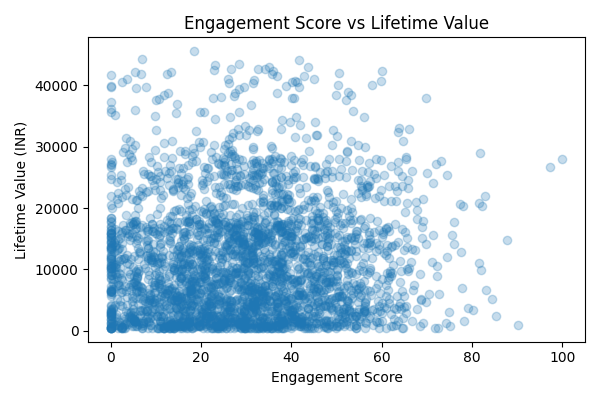 Engagement Score vs Lifetime Value
Lifetime Value (INR)
40000
30000
20000
10000
0
0 20 40 60 80 100
Engagement Score